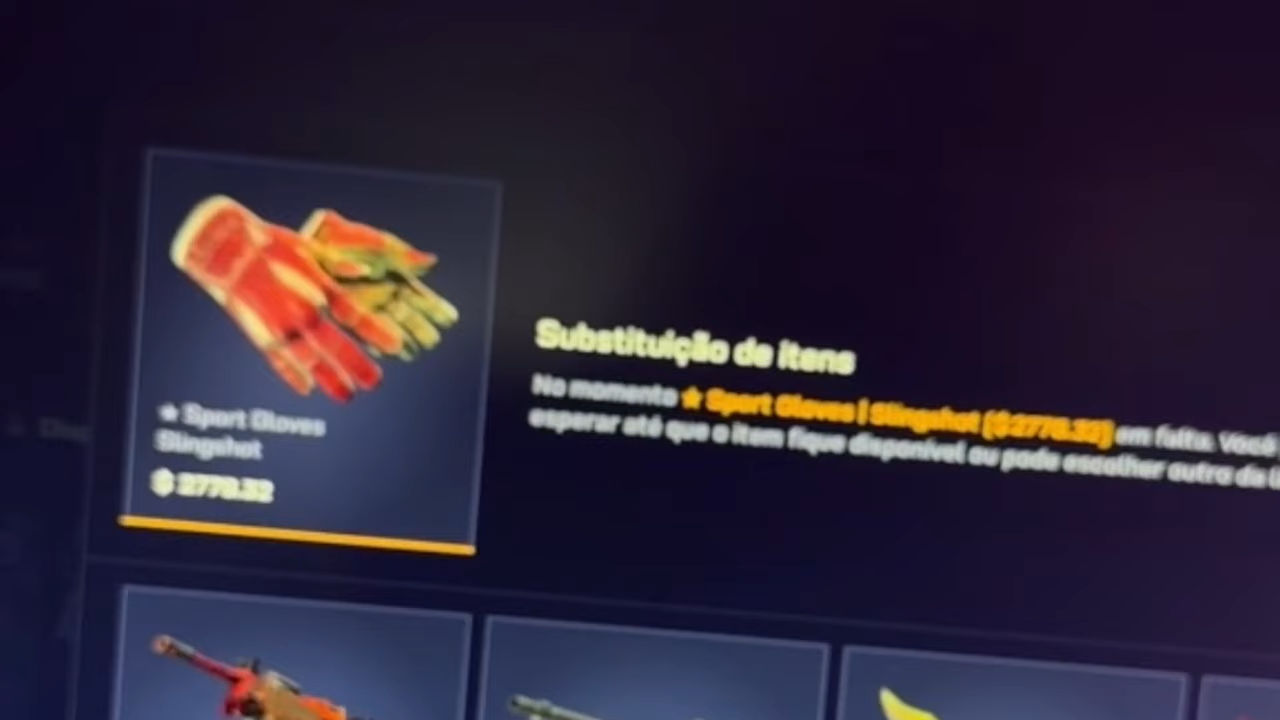 ★ Sport Gloves
Slingshot
$ 2778.32
Substituição de itens
No momento ★ Sport Gloves | Slingshot ($ 2778.32) em falta. Você
esperar até que o item fique disponível ou pode escolher outro da